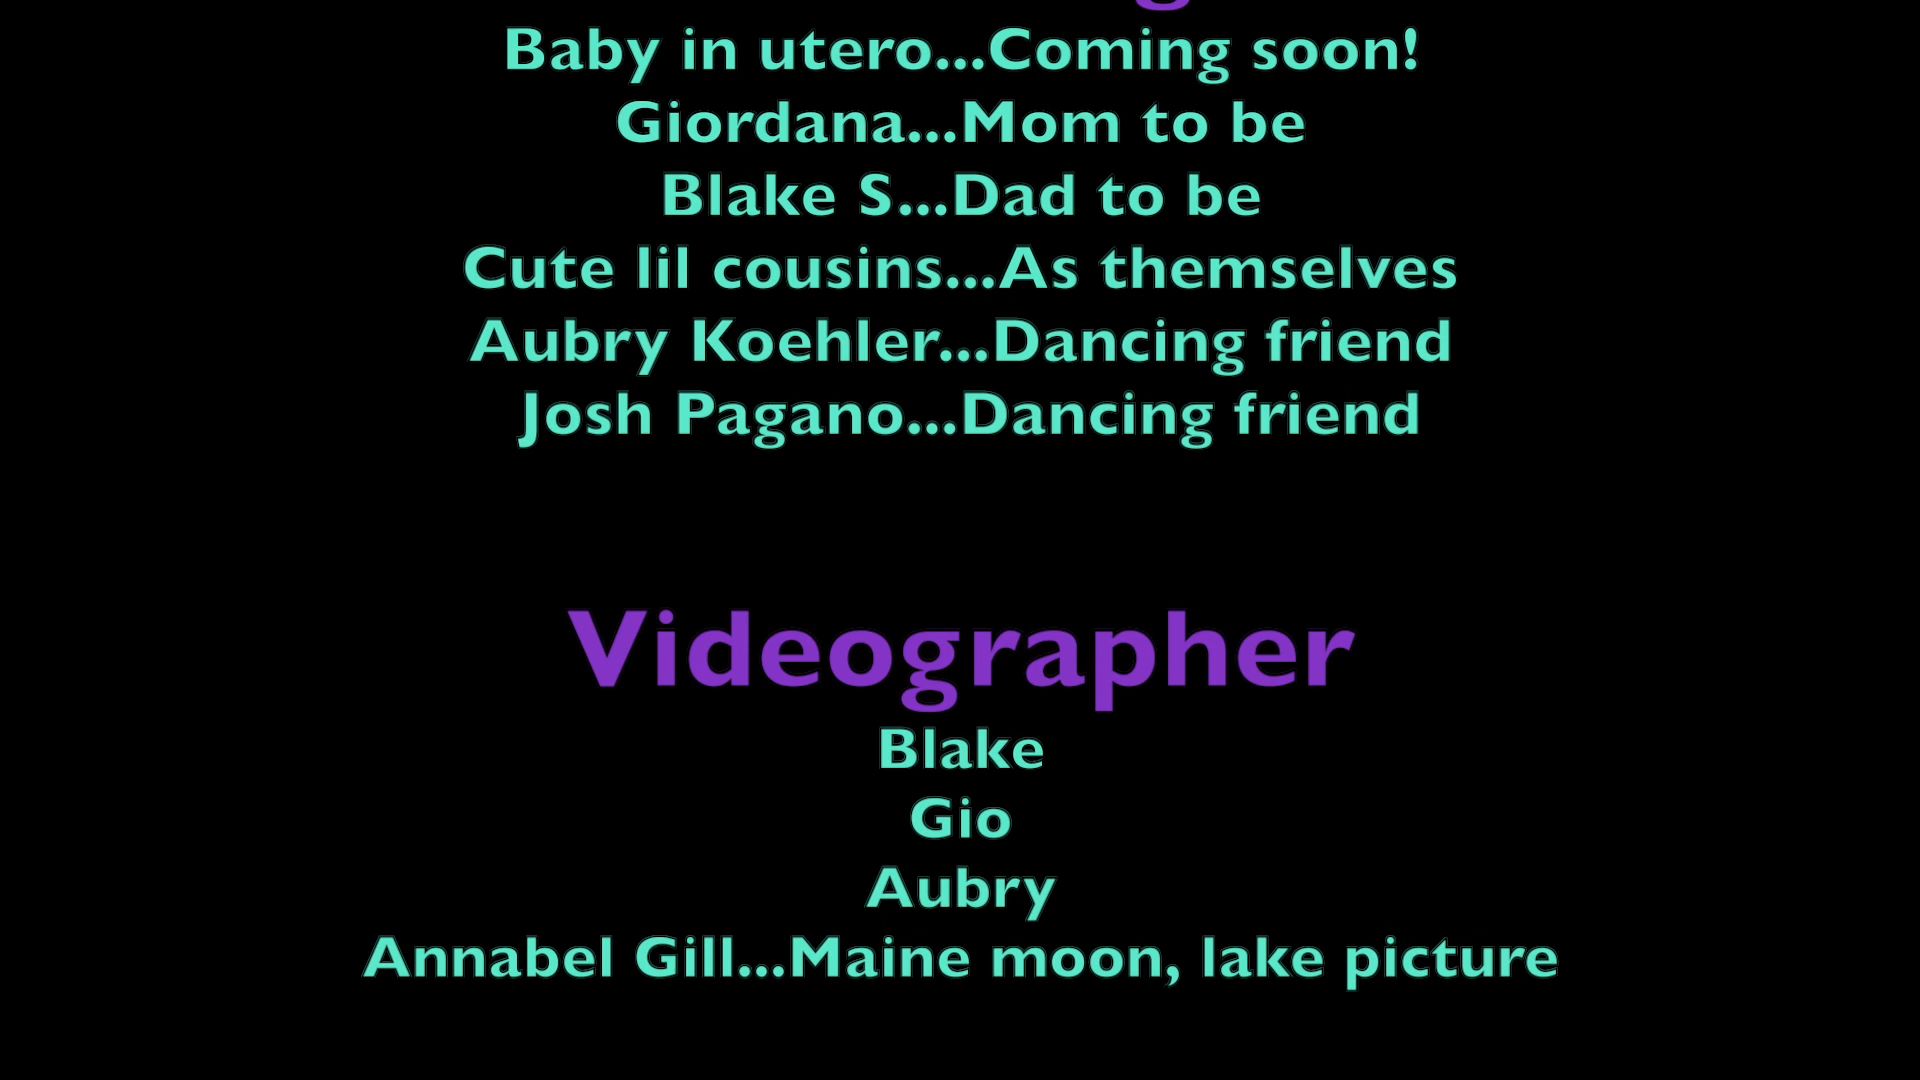 Baby in utero...Coming soon!
Giordana...Mom to be
Blake S...Dad to be
Cute lil cousins...As themselves
Aubry Koehler...Dancing friend
Josh Pagano...Dancing friend
Videographer
Blake
Gio
Aubry
Annabel Gill...Maine moon, lake picture